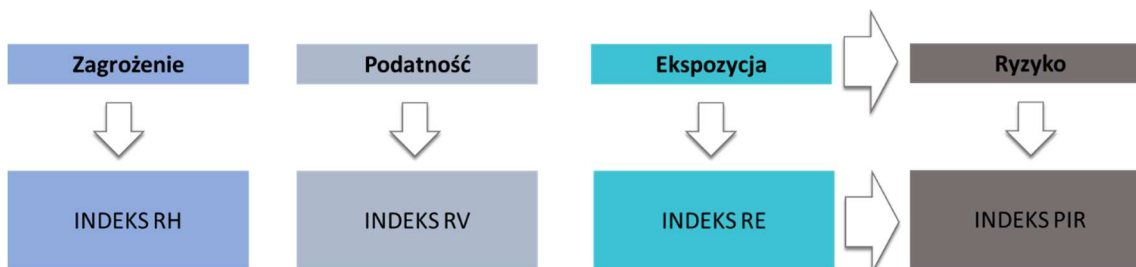 Zagrożenie
Podatność
Ekspozycja
Ryzyko
INDEKS RH
INDEKS RV
INDEKS RE
INDEKS PIR